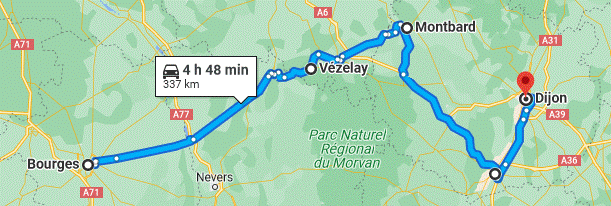 A6
Montbard
A71
A31
4 h 48 min
337 km
Vézelay
Dijon
A39
A77
Parc Naturel
Régional
du Morvan
Bourges
A36
Nevers
A71